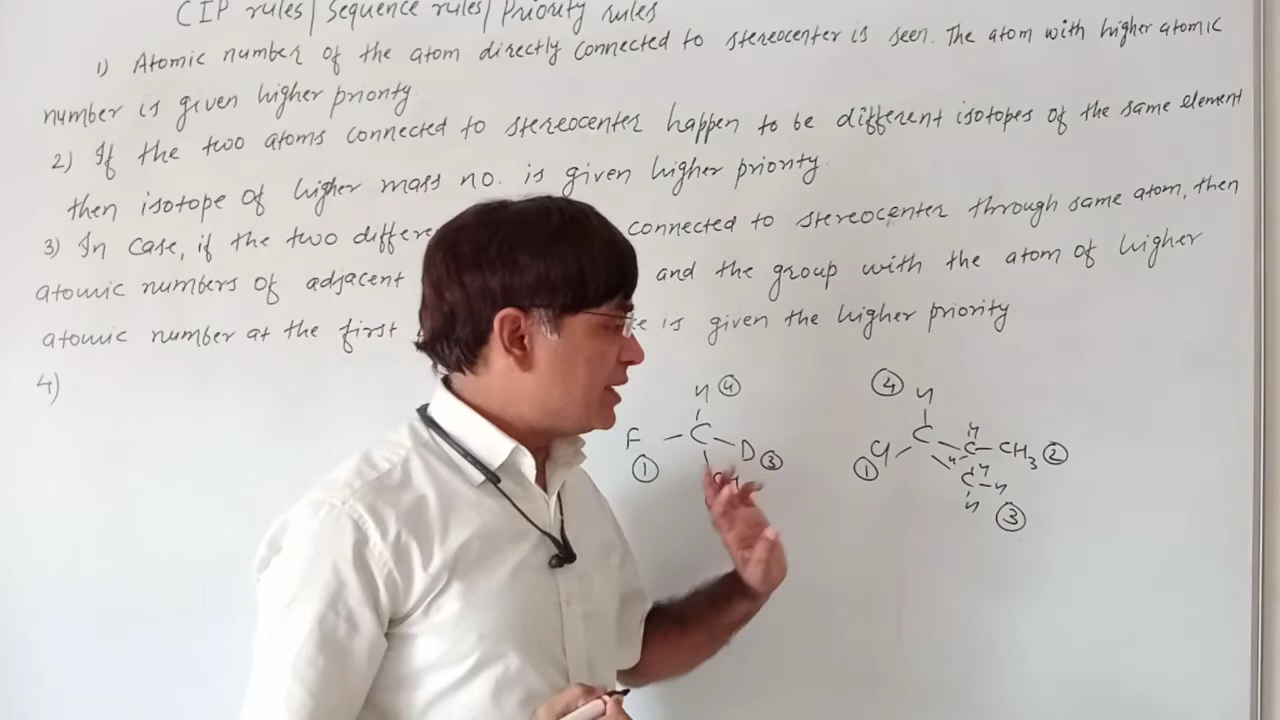 CIP rules/Sequence rules/Priority rules
1) Atomic number of the atom directly connected to stereocenter is seen. The atom with higher atomic
number is given higher priority
2) If the two atoms connected to stereocenter happen to be different isotopes of the same element
then isotope of higher mass no. is given higher priority
3) In case, if the two connected to stereocenter through same atom, then
atomic numbers of adjacent and the group with the atom of higher
atomic number at the first is given the higher priority
4)
H ④ ④ H
F C D ③ ① Cl C C H CH3 ②
① H C H H
H ③